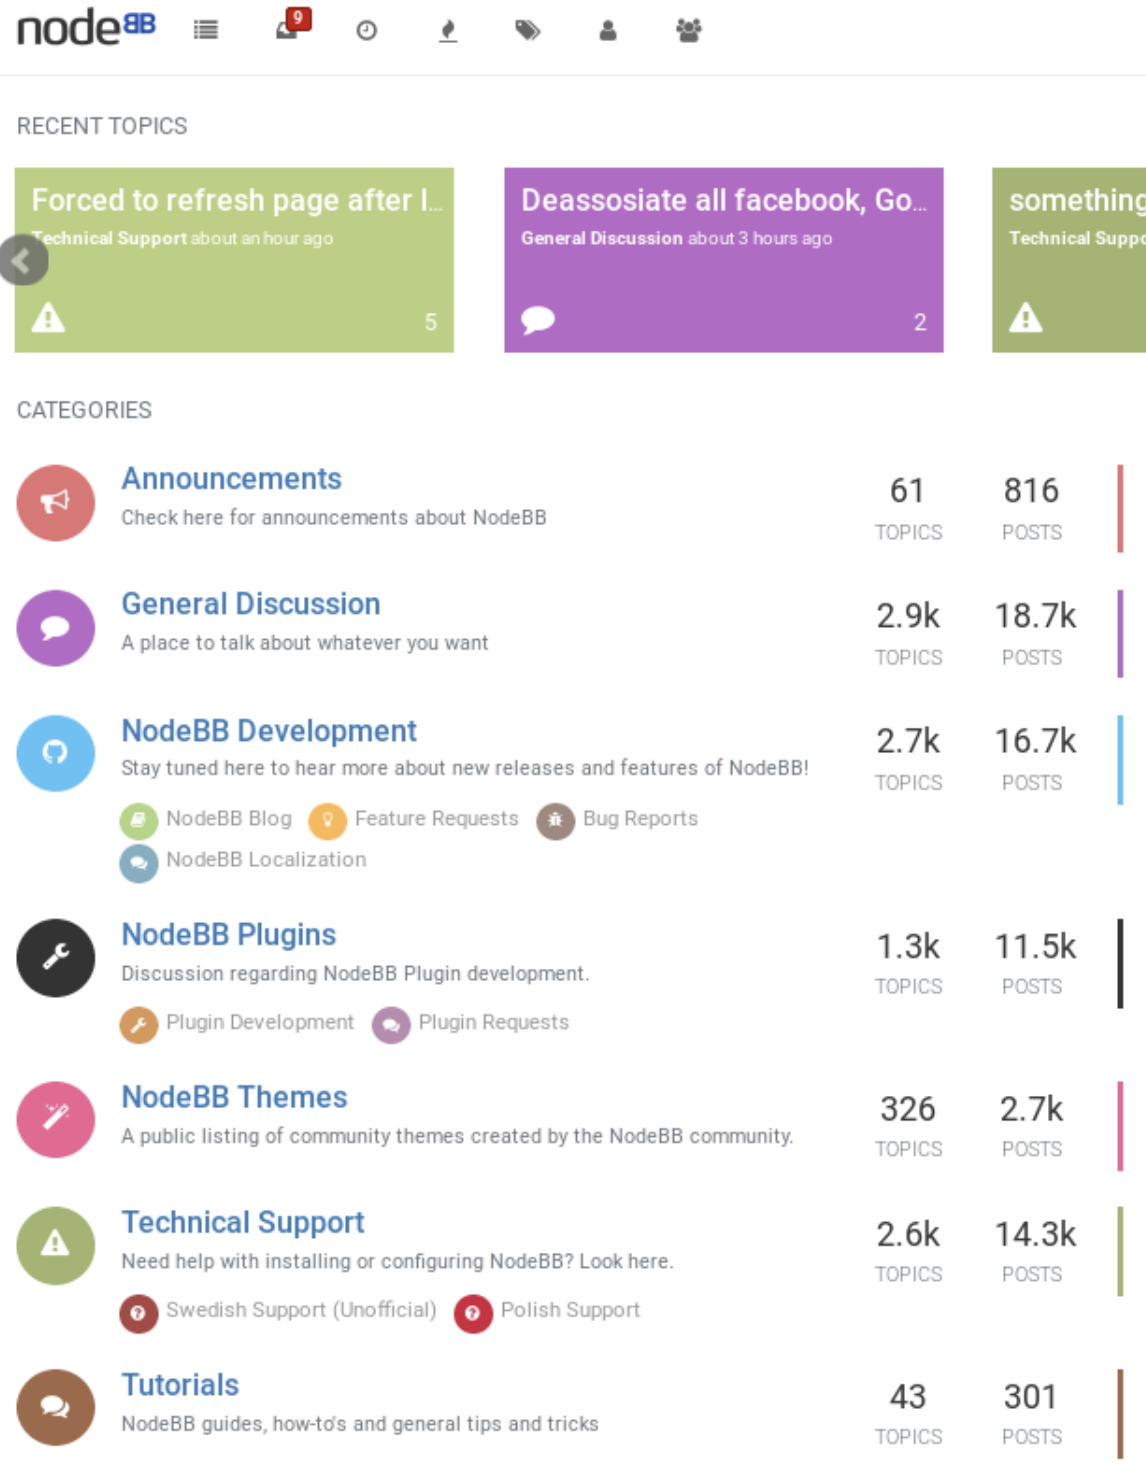 nodeBB
9
RECENT TOPICS
Forced to refresh page after l...
Technical Support about an hour ago
5
Deassosiate all facebook, Go...
General Discussion about 3 hours ago
2
something
Technical Suppo
CATEGORIES
Announcements
Check here for announcements about NodeBB
61 TOPICS
816 POSTS
General Discussion
A place to talk about whatever you want
2.9k TOPICS
18.7k POSTS
NodeBB Development
Stay tuned here to hear more about new releases and features of NodeBB!
2.7k TOPICS
16.7k POSTS
NodeBB Blog Feature Requests Bug Reports
NodeBB Localization
NodeBB Plugins
Discussion regarding NodeBB Plugin development.
1.3k TOPICS
11.5k POSTS
Plugin Development Plugin Requests
NodeBB Themes
A public listing of community themes created by the NodeBB community.
326 TOPICS
2.7k POSTS
Technical Support
Need help with installing or configuring NodeBB? Look here.
2.6k TOPICS
14.3k POSTS
Swedish Support (Unofficial) Polish Support
Tutorials
NodeBB guides, how-to's and general tips and tricks
43 TOPICS
301 POSTS